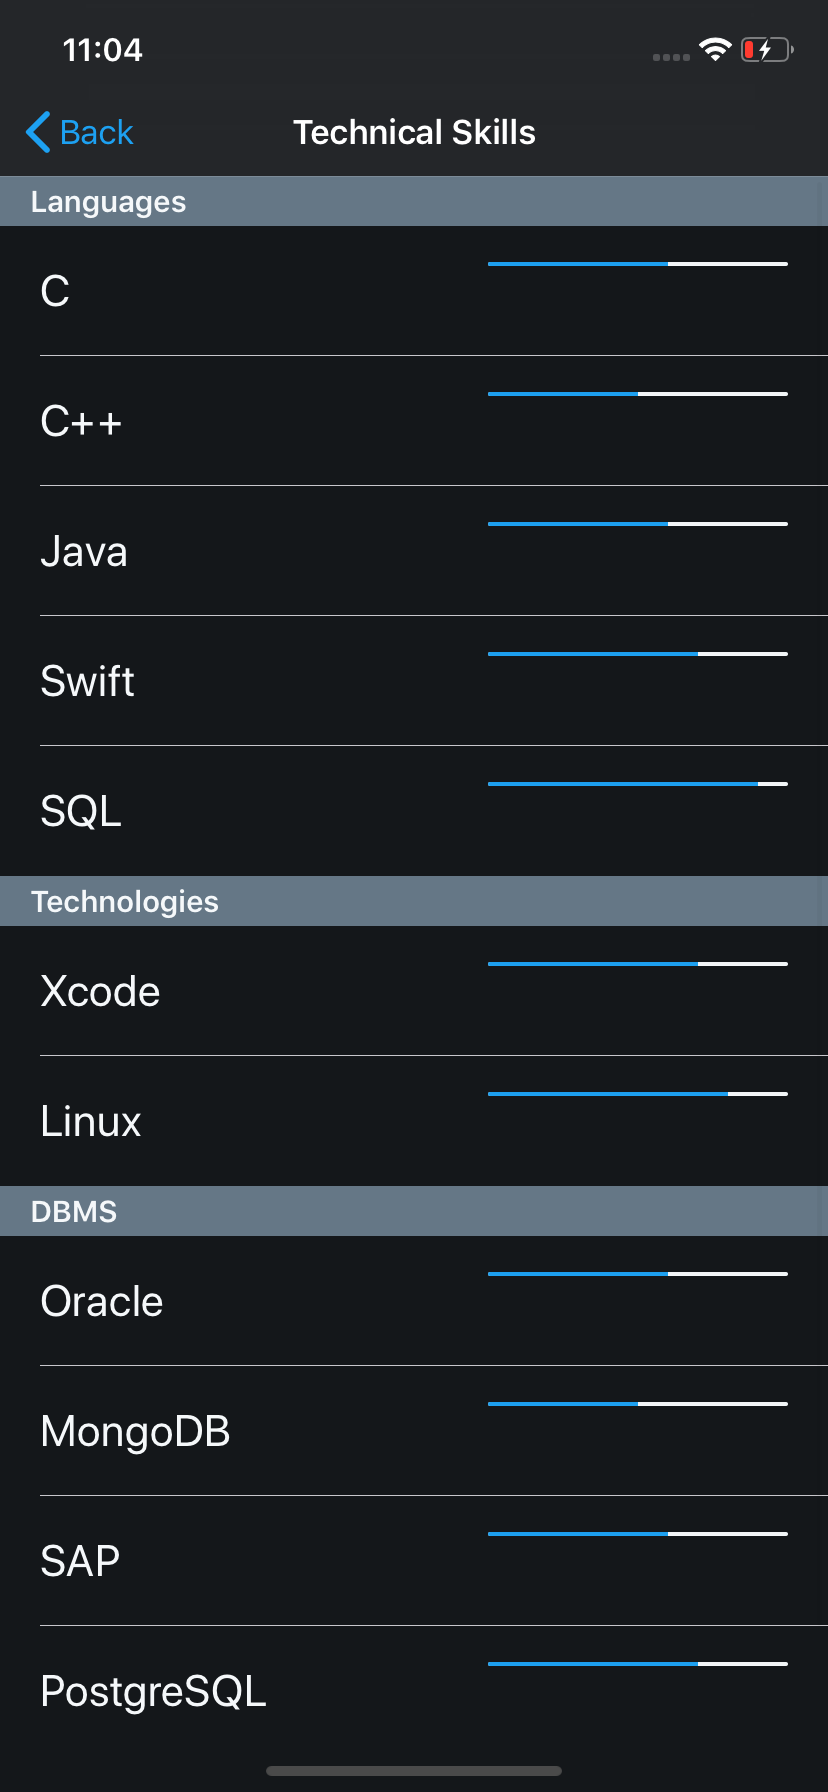 11:04
Back
Technical Skills
Languages
C
C++
Java
Swift
SQL
Technologies
Xcode
Linux
DBMS
Oracle
MongoDB
SAP
PostgreSQL